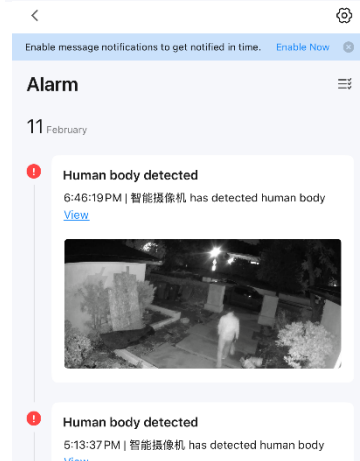 Enable message notifications to get notified in time. Enable Now
Alarm
11 February
Human body detected
6:46:19PM | 智能摄像机 has detected human body
View
Human body detected
5:13:37PM | 智能摄像机 has detected human body
View